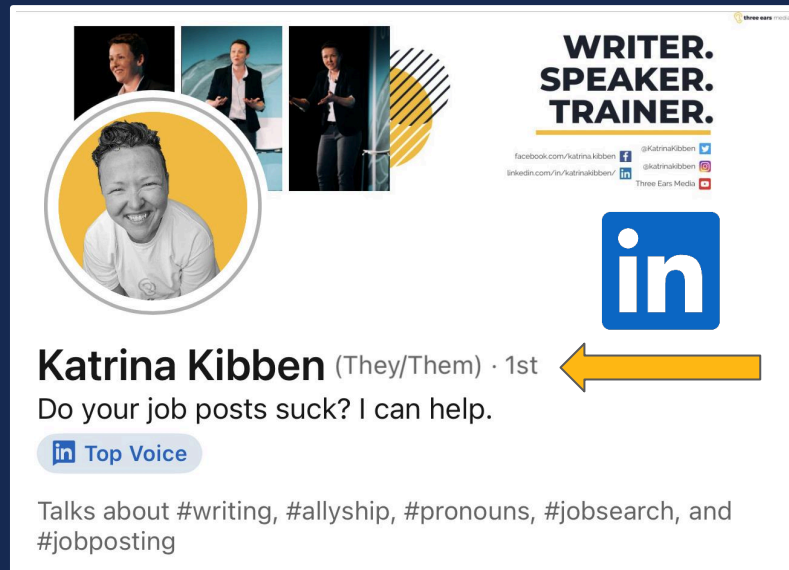 three ears media
WRITER.
SPEAKER.
TRAINER.
facebook.com/katrina.kibben
linkedin.com/in/katrinakibben/
@KatrinaKibben
@katrinakibben
Three Ears Media
in
Katrina Kibben (They/Them) · 1st
Do your job posts suck? I can help.
in Top Voice
Talks about #writing, #allyship, #pronouns, #jobsearch, and
#jobposting